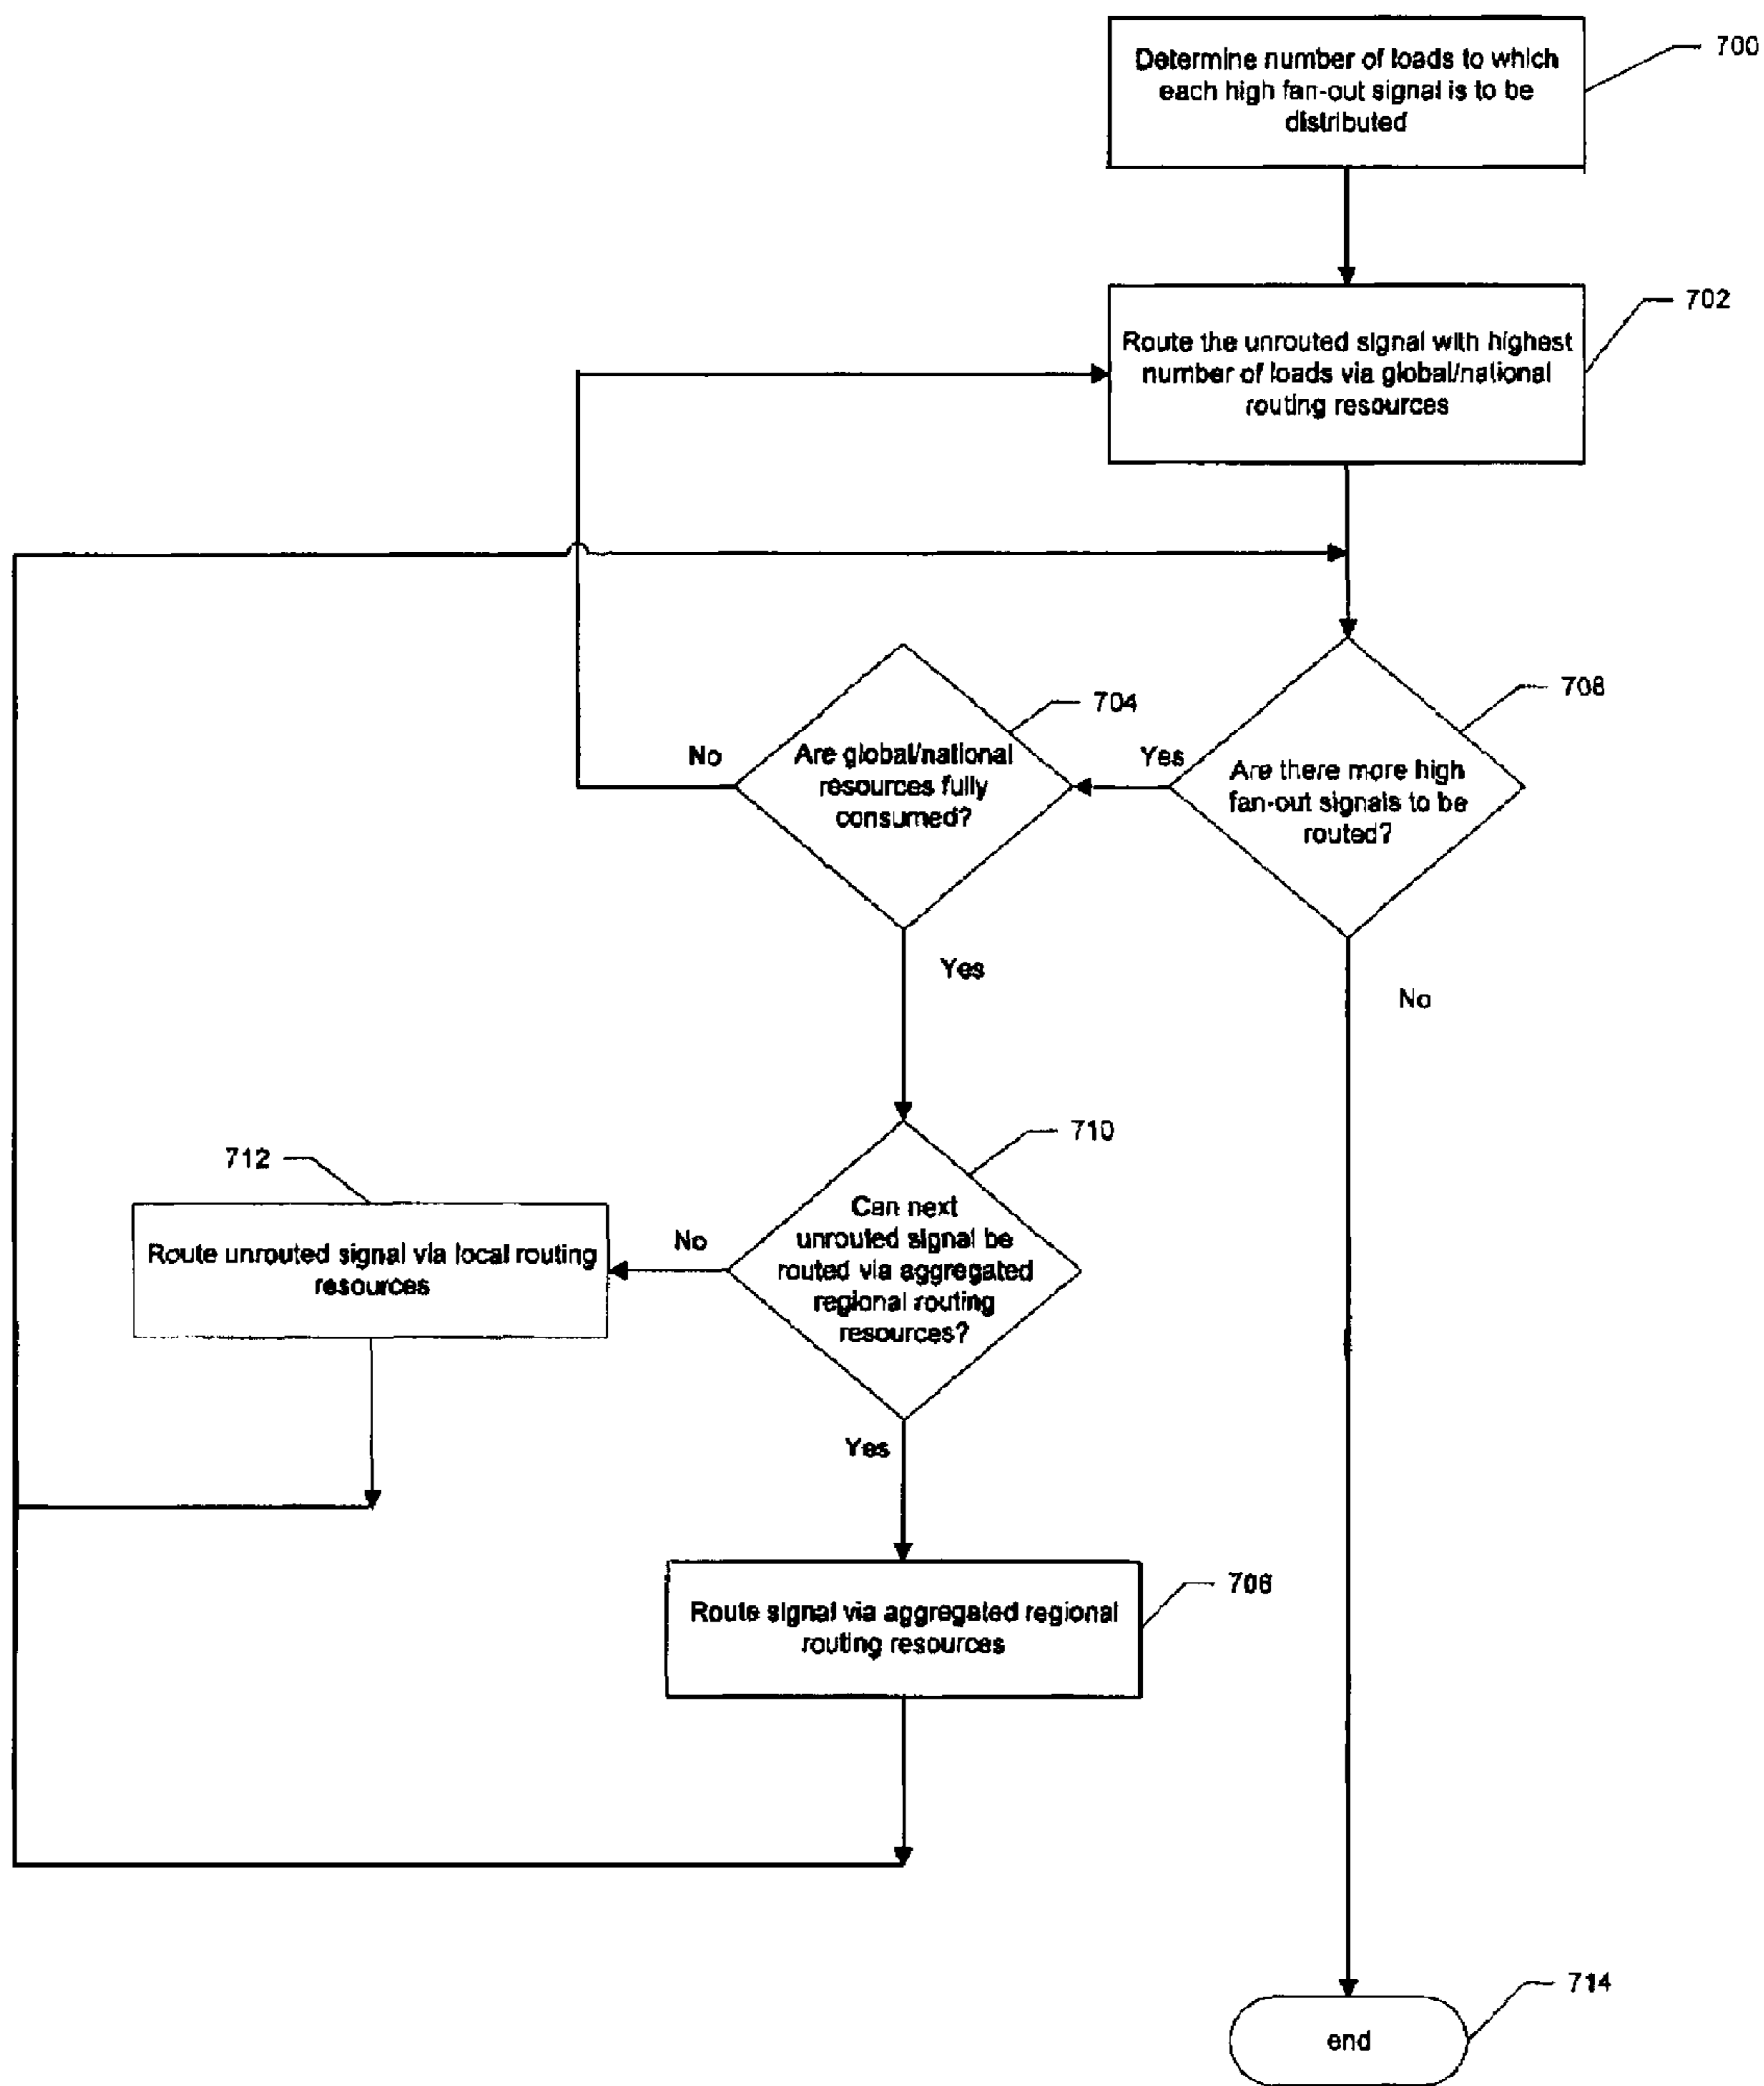 Determine number of loads to which
each high fan-out signal is to be
distributed
700
Route the unrouted signal with highest
number of loads via global/national
routing resources
702
Are there more high
fan-out signals to be
routed?
708
Yes
No
Are global/national
resources fully
consumed?
704
No
Yes
Can next
unrouted signal be
routed via aggregated
regional routing
resources?
710
No
Yes
Route unrouted signal via local routing
resources
712
Route signal via aggregated regional
routing resources
706
end
714